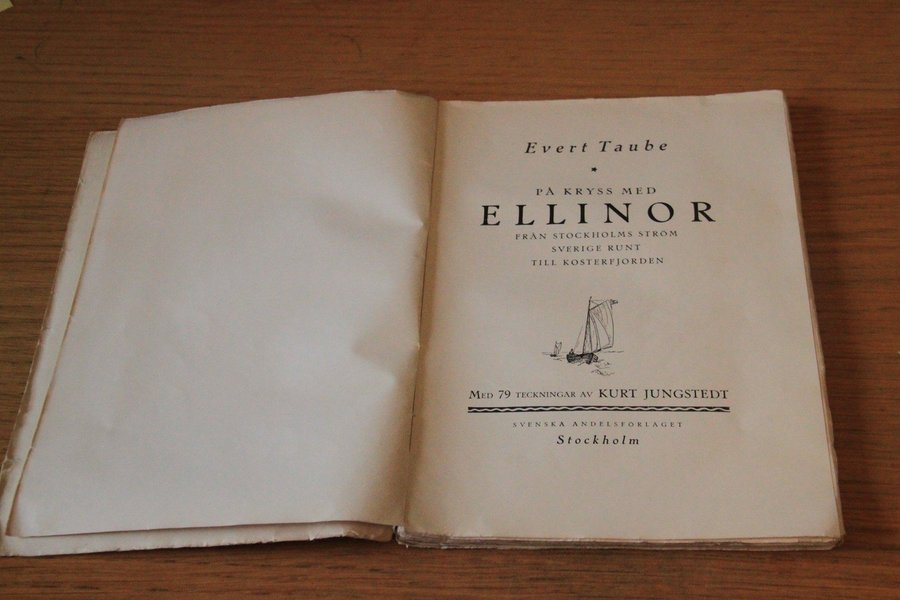 Evert Taube
PÅ KRYSS MED
ELLINOR
FRÅN STOCKHOLMS STRÖM
SVERIGE RUNT
TILL KOSTERFJORDEN
MED 79 TECKNINGAR AV KURT JUNGSTEDT
SVENSKA ANDELSFÖRLAGET
Stockholm